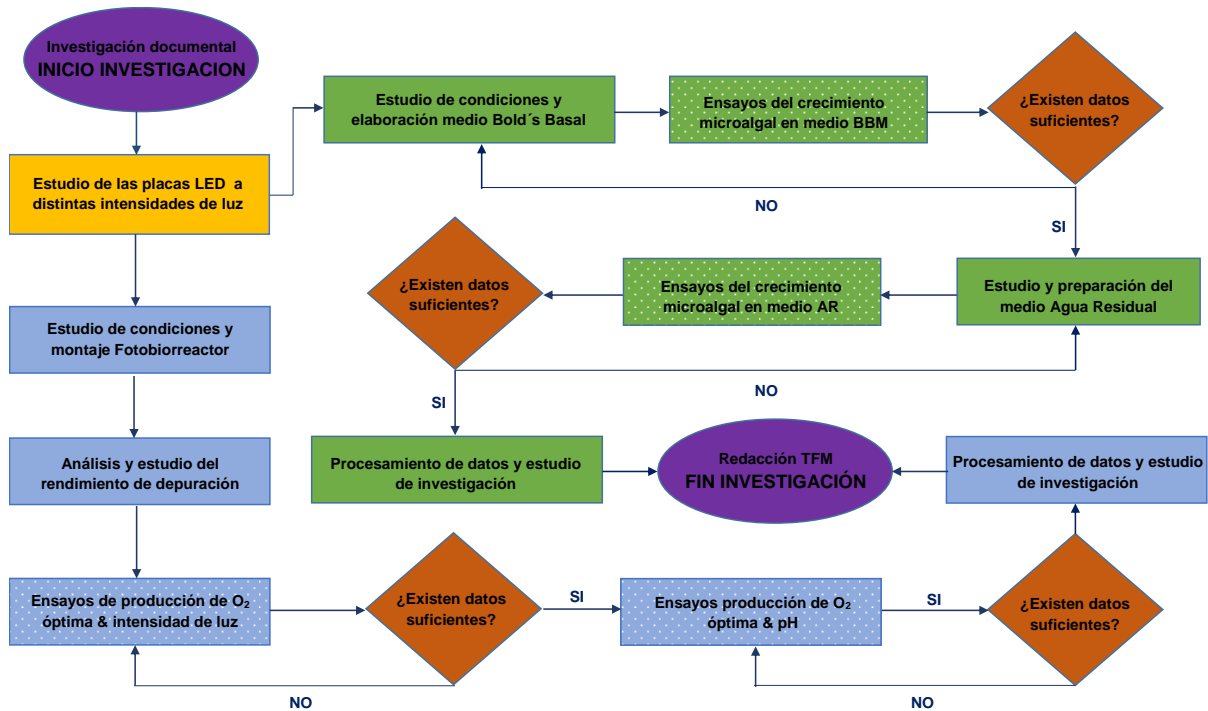 Investigación documental
INICIO INVESTIGACION
Estudio de condiciones y
elaboración medio Bold´s Basal
Ensayos del crecimiento
microalgal en medio BBM
¿Existen datos
suficientes?
Estudio de las placas LED a
distintas intensidades de luz
NO
SI
¿Existen datos
suficientes?
Ensayos del crecimiento
microalgal en medio AR
Estudio y preparación del
medio Agua Residual
Estudio de condiciones y
montaje Fotobiorreactor
SI
NO
Análisis y estudio del
rendimiento de depuración
Procesamiento de datos y estudio
de investigación
Redacción TFM
FIN INVESTIGACIÓN
Procesamiento de datos y estudio
de investigación
Ensayos de producción de O₂
óptima & intensidad de luz
¿Existen datos
suficientes?
SI
Ensayos producción de O₂
óptima & pH
SI
¿Existen datos
suficientes?
NO
NO